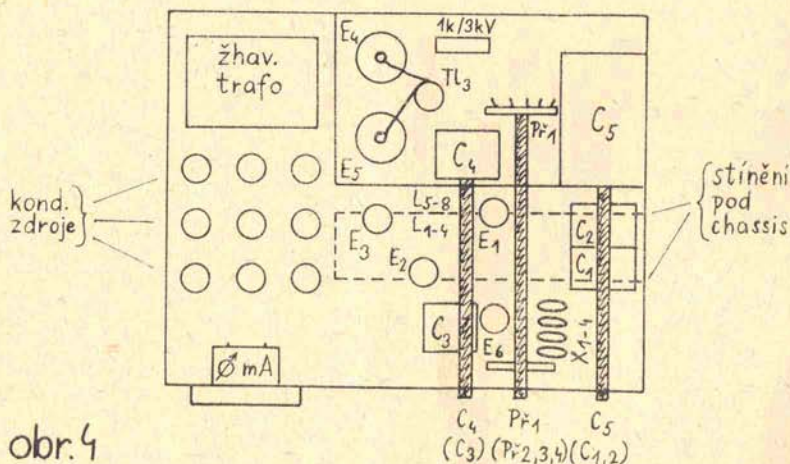 1k/3kV
E4
žhav.
trafo
Tl3
Př1
C5
E5
C4
kond.
zdroje
L5-8
L1-4
E3
E1
C2
C1
E2
stínění
pod
chassis
C3
E6
X1-4
mA
C4
Př1
C5
(C3)
(Př2,3,4)
(C1,2)
obr.4